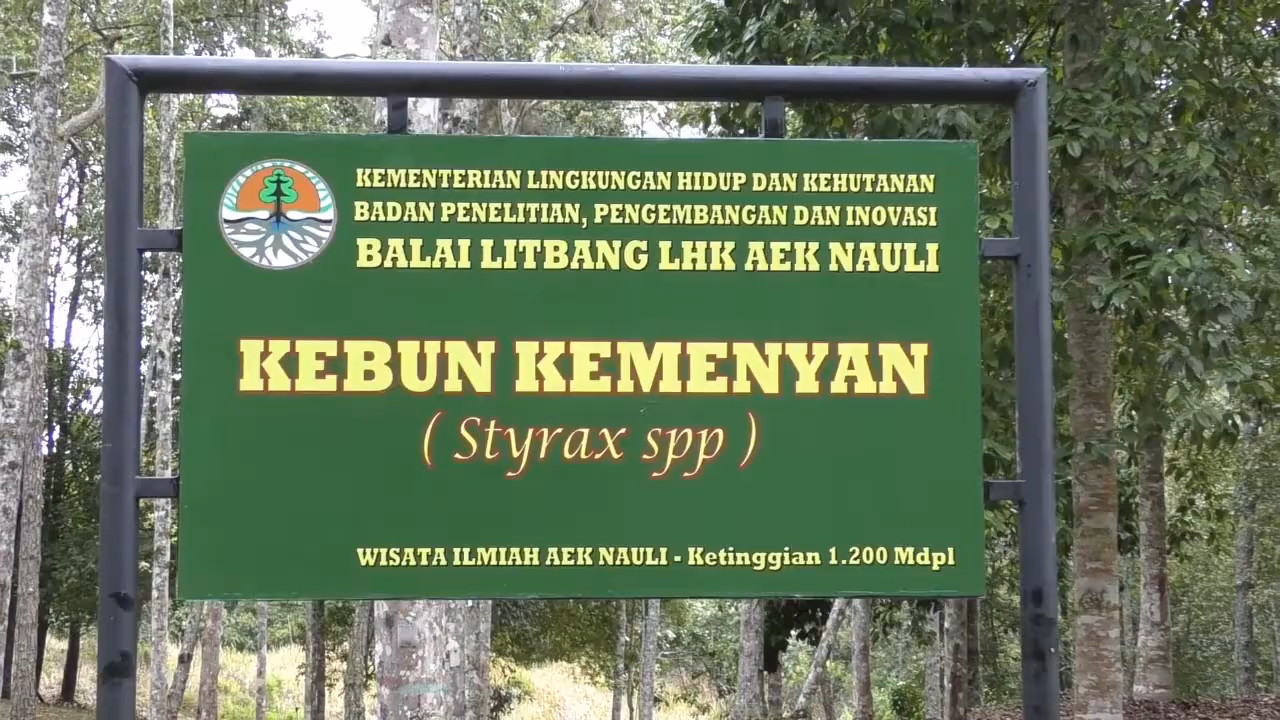 KEMENTERIAN LINGKUNGAN HIDUP DAN KEHUTANAN
BADAN PENELITIAN, PENGEMBANGAN DAN INOVASI
BALAI LITBANG LHK AEK NAULI
KEBUN KEMENYAN
( Styrax spp )
WISATA ILMIAH AEK NAULI - Ketinggian 1.200 Mdpl